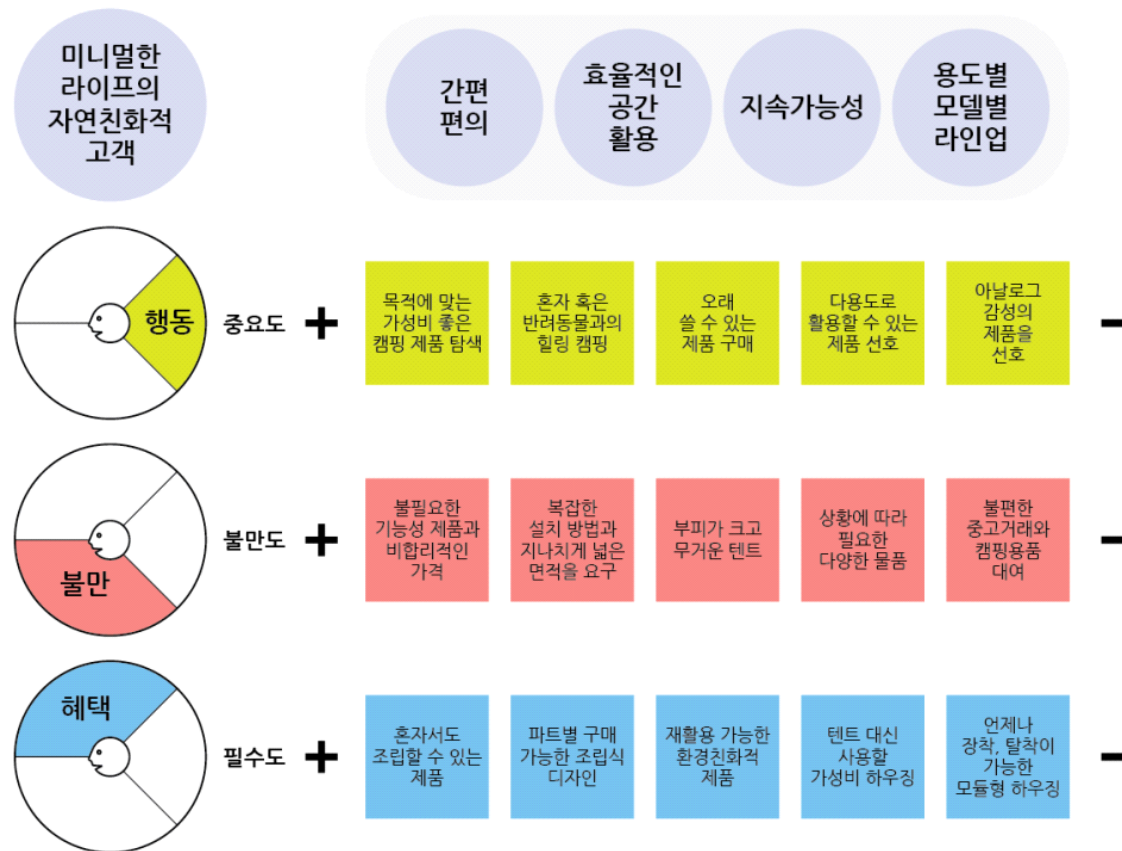 미니멀한
라이프의
자연친화적
고객
간편
편의
효율적인
공간
활용
지속가능성
용도별
모델별
라인업
행동
중요도
+
목적에 맞는
가성비 좋은
캠핑 제품 탐색
혼자 혹은
반려동물과의
힐링 캠핑
오래
쓸 수 있는
제품 구매
다용도로
활용할 수 있는
제품 선호
아날로그
감성의
제품을
선호
−
불만
불만도
+
불필요한
기능성 제품과
비합리적인
가격
복잡한
설치 방법과
지나치게 넓은
면적을 요구
부피가 크고
무거운 텐트
상황에 따라
필요한
다양한 물품
불편한
중고거래와
캠핑용품
대여
−
혜택
필수도
+
혼자서도
조립할 수 있는
제품
파트별 구매
가능한 조립식
디자인
재활용 가능한
환경친화적
제품
텐트 대신
사용할
가성비 하우징
언제나
장착, 탈착이
가능한
모듈형 하우징
−